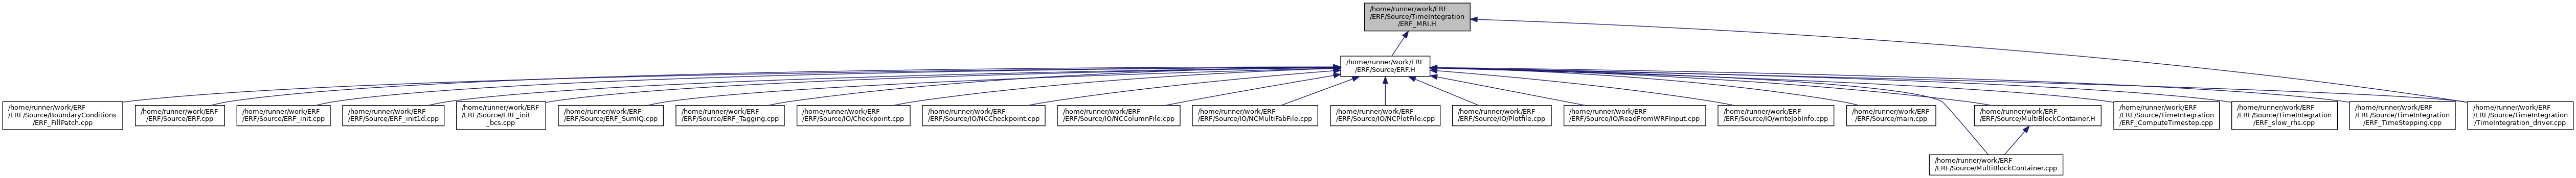 /home/runner/work/ERF
/ERF/Source/TimeIntegration
/ERF_MRI.H
/home/runner/work/ERF
/ERF/Source/ERF.H
/home/runner/work/ERF
/ERF/Source/BoundaryConditions
/ERF_FillPatch.cpp
/home/runner/work/ERF
/ERF/Source/ERF.cpp
/home/runner/work/ERF
/ERF/Source/ERF_init.cpp
/home/runner/work/ERF
/ERF/Source/ERF_init1d.cpp
/home/runner/work/ERF
/ERF/Source/ERF_init
_bcs.cpp
/home/runner/work/ERF
/ERF/Source/ERF_SumIQ.cpp
/home/runner/work/ERF
/ERF/Source/ERF_Tagging.cpp
/home/runner/work/ERF
/ERF/Source/IO/Checkpoint.cpp
/home/runner/work/ERF
/ERF/Source/IO/NCCheckpoint.cpp
/home/runner/work/ERF
/ERF/Source/IO/NCColumnFile.cpp
/home/runner/work/ERF
/ERF/Source/IO/NCMultiFabFile.cpp
/home/runner/work/ERF
/ERF/Source/IO/NCPlotFile.cpp
/home/runner/work/ERF
/ERF/Source/IO/Plotfile.cpp
/home/runner/work/ERF
/ERF/Source/IO/ReadFromWRFInput.cpp
/home/runner/work/ERF
/ERF/Source/IO/writeJobInfo.cpp
/home/runner/work/ERF
/ERF/Source/main.cpp
/home/runner/work/ERF
/ERF/Source/MultiBlockContainer.H
/home/runner/work/ERF
/ERF/Source/TimeIntegration
/ERF_ComputeTimestep.cpp
/home/runner/work/ERF
/ERF/Source/TimeIntegration
/ERF_slow_rhs.cpp
/home/runner/work/ERF
/ERF/Source/TimeIntegration
/ERF_TimeStepping.cpp
/home/runner/work/ERF
/ERF/Source/TimeIntegration
/TimeIntegration_driver.cpp
/home/runner/work/ERF
/ERF/Source/MultiBlockContainer.cpp